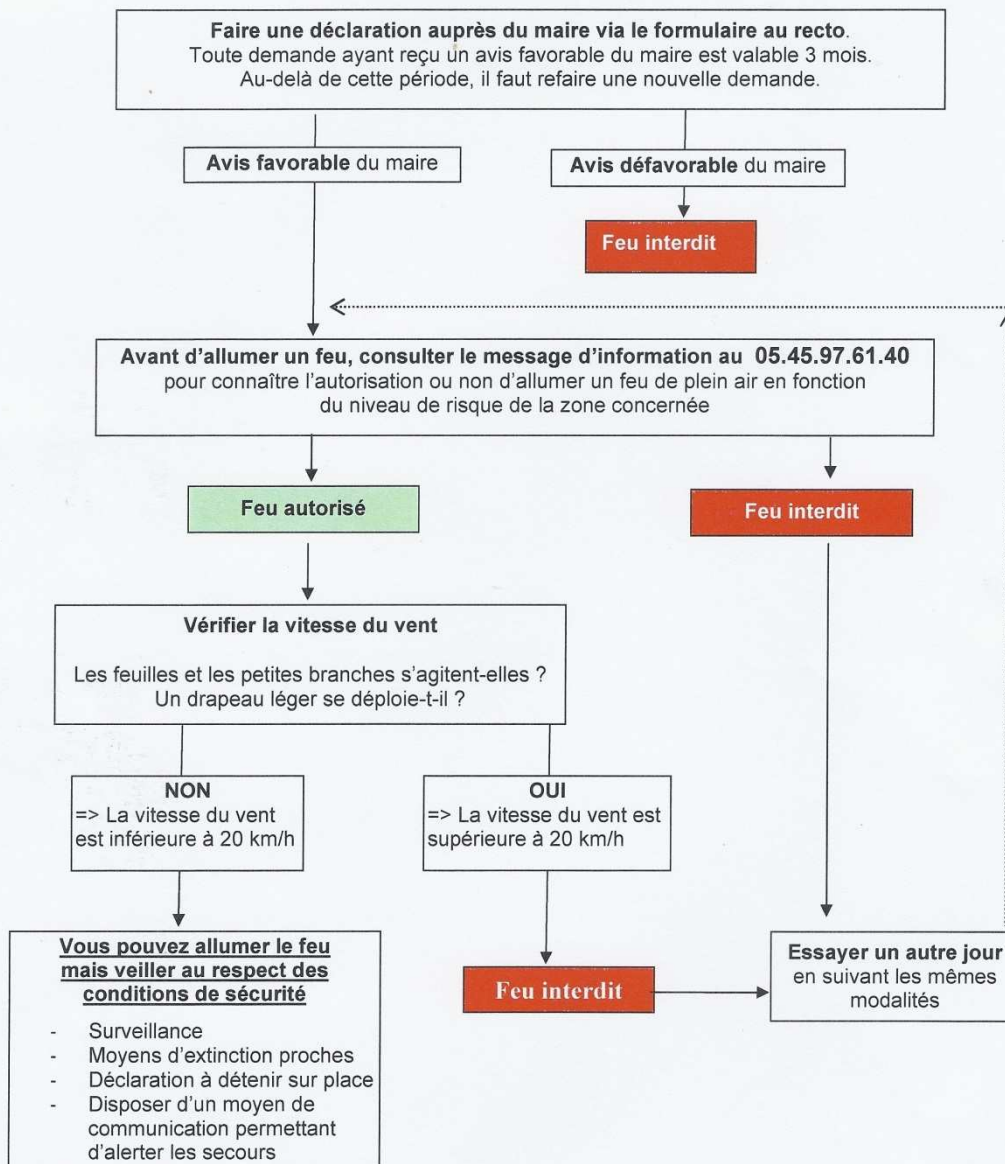 Faire une déclaration auprès du maire via le formulaire au recto.
Toute demande ayant reçu un avis favorable du maire est valable 3 mois.
Au-delà de cette période, il faut refaire une nouvelle demande.
Avis favorable du maire
Avis défavorable du maire
Feu interdit
Avant d'allumer un feu, consulter le message d'information au 05.45.97.61.40
pour connaître l'autorisation ou non d'allumer un feu de plein air en fonction
du niveau de risque de la zone concernée
Feu autorisé
Feu interdit
Vérifier la vitesse du vent
Les feuilles et les petites branches s'agitent-elles ?
Un drapeau léger se déploie-t-il ?
NON
=> La vitesse du vent
est inférieure à 20 km/h
OUI
=> La vitesse du vent est
supérieure à 20 km/h
Vous pouvez allumer le feu
mais veiller au respect des
conditions de sécurité
- Surveillance
- Moyens d'extinction proches
- Déclaration à détenir sur place
- Disposer d'un moyen de
communication permettant
d'alerter les secours
Feu interdit
Essayer un autre jour
en suivant les mêmes
modalités